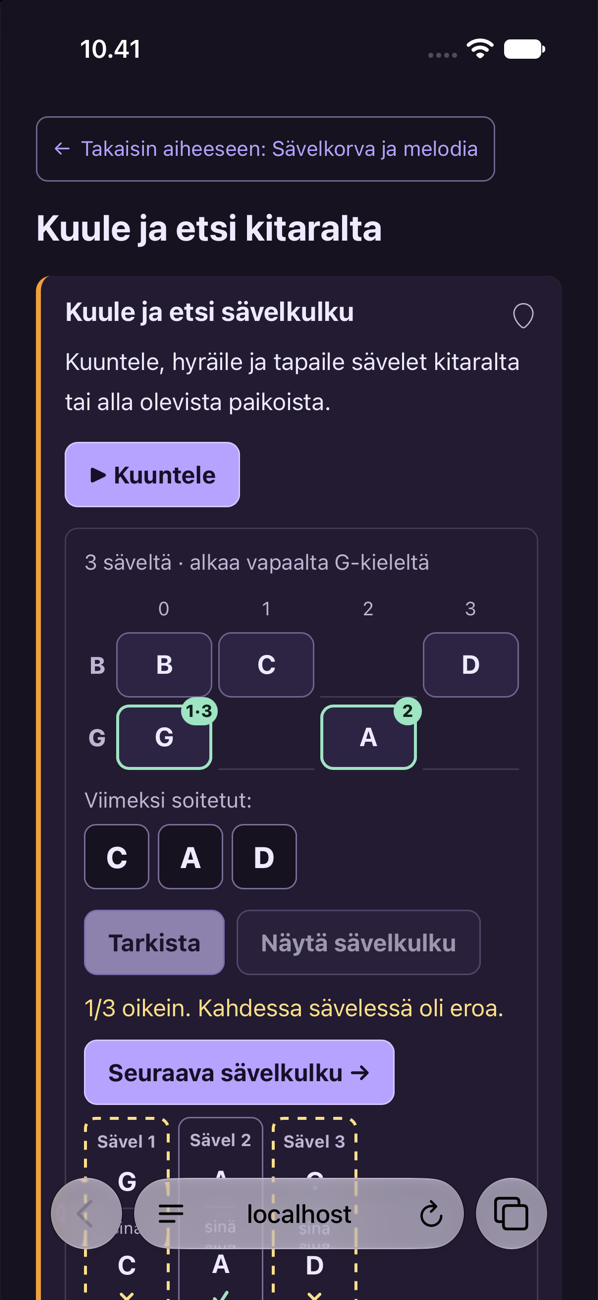 10.41
← Takaisin aiheeseen: Sävelkorva ja melodia
Kuule ja etsi kitaralta
Kuule ja etsi sävelkulku
Kuuntele, hyräile ja tapaile sävelet kitaralta
tai alla olevista paikoista.
▶ Kuuntele
3 säveltä · alkaa vapaalta G-kieleltä
0 1 2 3
B B C D
1·3 2
G G A
Viimeksi soitetut:
C A D
Tarkista Näytä sävelkulku
1/3 oikein. Kahdessa sävelessä oli eroa.
Seuraava sävelkulku →
Sävel 1 Sävel 2 Sävel 3
G A G
localhost
sinä sinä sinä
C A D